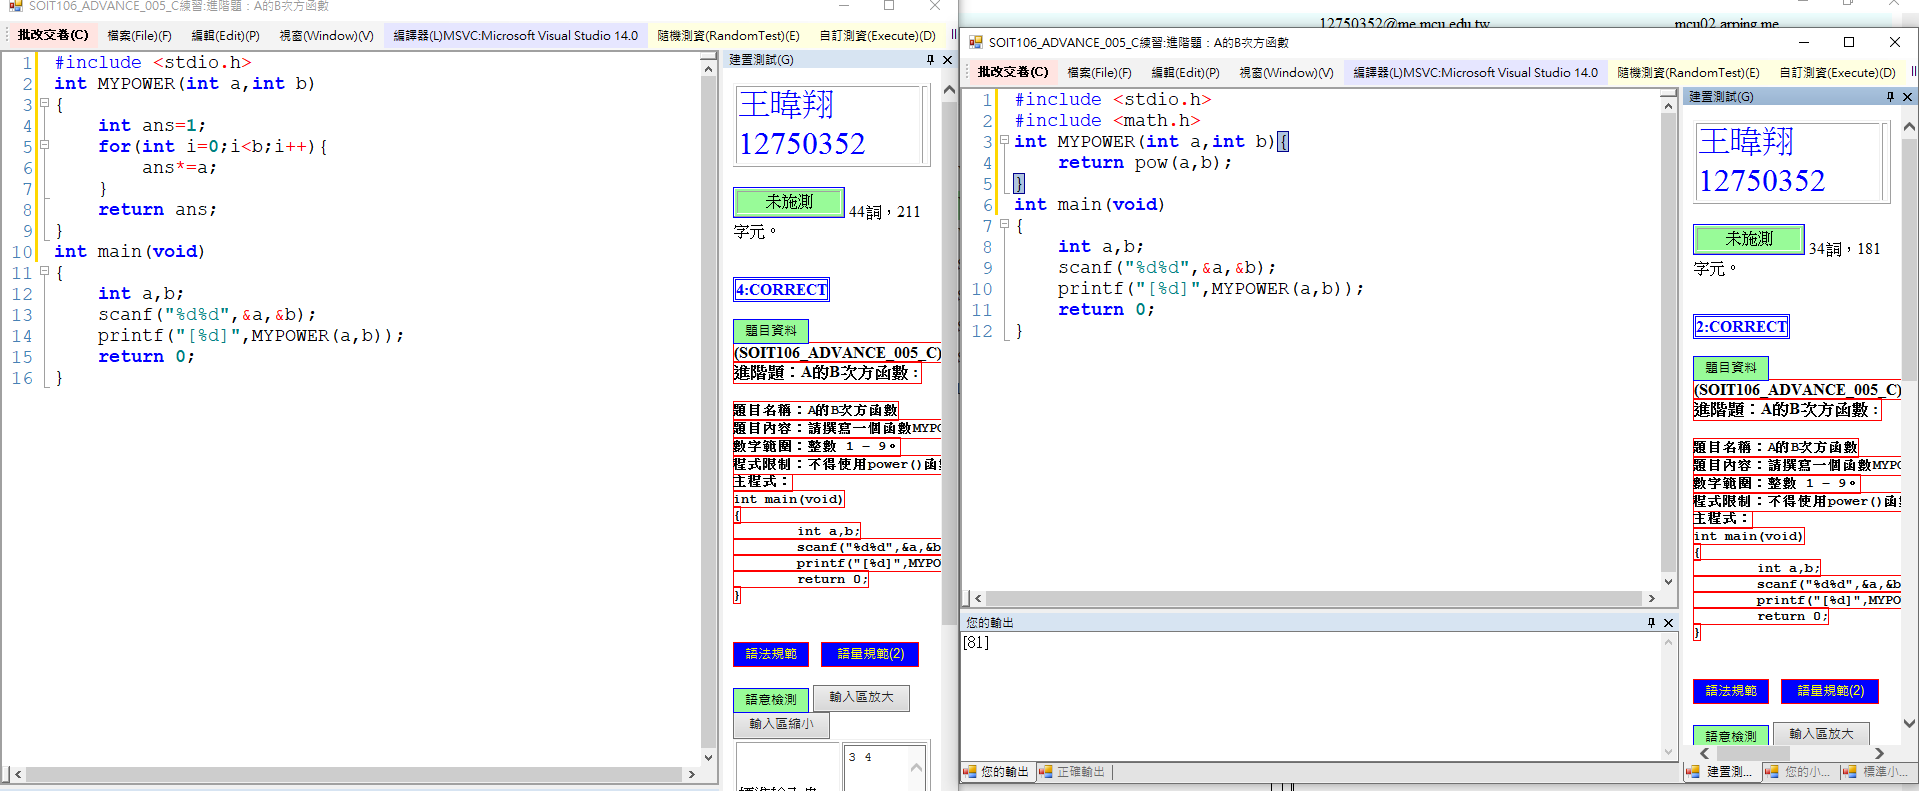 SOIT106_ADVANCE_005_C練習:進階題：A的B次方函數
批改交卷(C) 檔案(File)(F) 編輯(Edit)(P) 視窗(Window)(V) 編譯器(L)MSVC:Microsoft Visual Studio 14.0 隨機測資(RandomTest)(E) 自訂測資(Execute)(D)
1 #include <stdio.h>
2 int MYPOWER(int a,int b)
3 {
4 int ans=1;
5 for(int i=0;i<b;i++){
6 ans*=a;
7 }
8 return ans;
9 }
10 int main(void)
11 {
12 int a,b;
13 scanf("%d%d",&a,&b);
14 printf("[%d]",MYPOWER(a,b));
15 return 0;
16 }
建置測試(G)
王暐翔
12750352
未施測 44詞，211
字元。
4:CORRECT
題目資料
(SOIT106_ADVANCE_005_C)
進階題：A的B次方函數：
題目名稱：A的B次方函數
題目內容：請撰寫一個函數MYPO
數字範圍：整數 1 - 9。
程式限制：不得使用power()函
主程式：
int main(void)
{
int a,b;
scanf("%d%d",&a,&b
printf("[%d]",MYPO
return 0;
}
語法規範 語量規範(2)
語意檢測 輸入區放大
輸入區縮小
3 4
12750352@me.mcu.edu.tw mcu02.arping.me
SOIT106_ADVANCE_005_C練習:進階題：A的B次方函數
批改交卷(C) 檔案(File)(F) 編輯(Edit)(P) 視窗(Window)(V) 編譯器(L)MSVC:Microsoft Visual Studio 14.0 隨機測資(RandomTest)(E) 自訂測資(Execute)(D)
1 #include <stdio.h>
2 #include <math.h>
3 int MYPOWER(int a,int b){
4 return pow(a,b);
5 }
6 int main(void)
7 {
8 int a,b;
9 scanf("%d%d",&a,&b);
10 printf("[%d]",MYPOWER(a,b));
11 return 0;
12 }
您的輸出
[81]
您的輸出 正確輸出
建置測試(G)
王暐翔
12750352
未施測 34詞，181
字元。
2:CORRECT
題目資料
(SOIT106_ADVANCE_005_C)
進階題：A的B次方函數：
題目名稱：A的B次方函數
題目內容：請撰寫一個函數MYPO
數字範圍：整數 1 - 9。
程式限制：不得使用power()函
主程式：
int main(void)
{
int a,b;
scanf("%d%d",&a,&b
printf("[%d]",MYPO
return 0;
}
語法規範 語量規範(2)
語意檢測 輸入區放大
建置測... 您的小... 標準小...